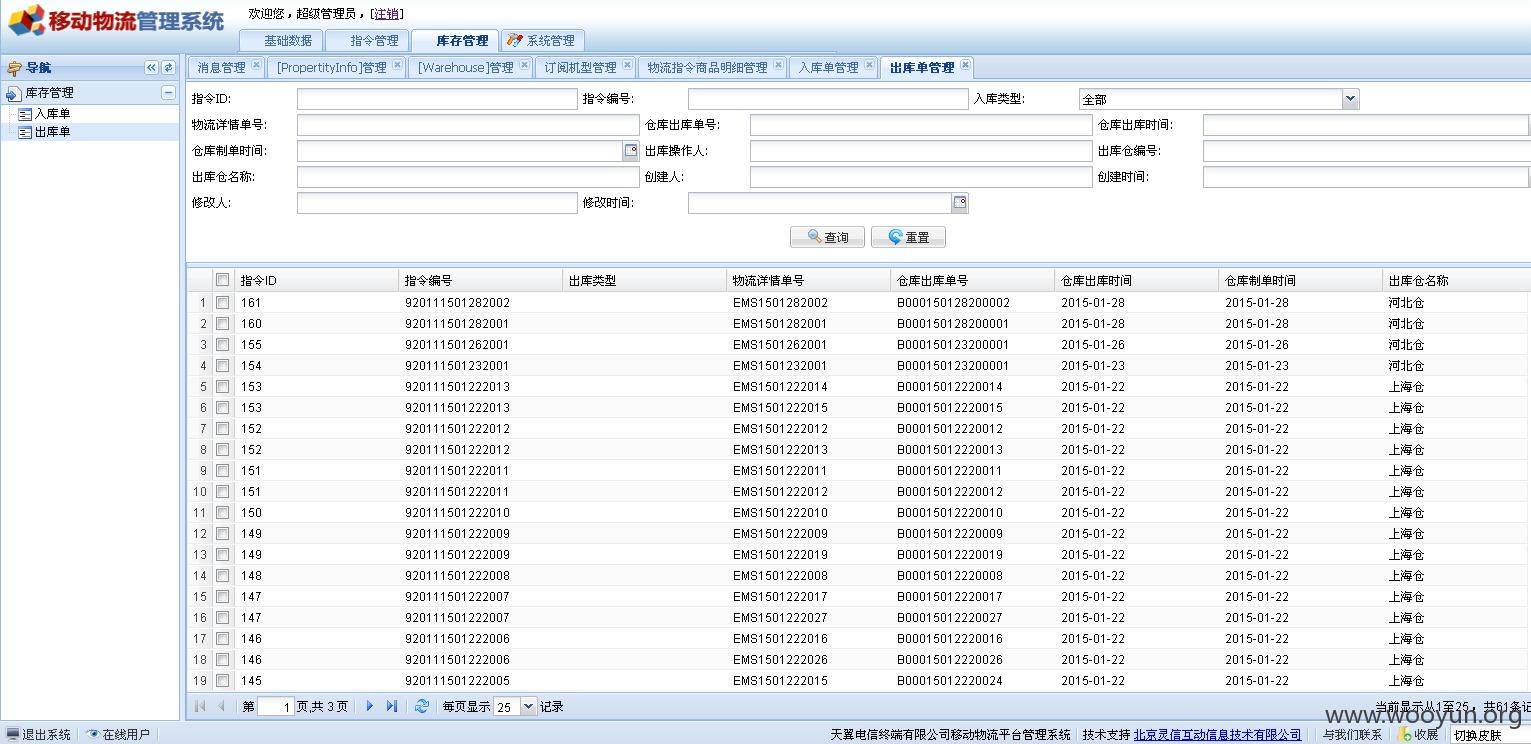 移动物流管理系统
欢迎您，超级管理员，[注销]
基础数据 指令管理 库存管理 系统管理
导航
消息管理 [PropertityInfo]管理 [Warehouse]管理 订阅机型管理 物流指令商品明细管理 入库单管理 出库单管理
库存管理
入库单
出库单
指令ID: 指令编号: 入库类型: 全部
物流详情单号: 仓库出库单号: 仓库出库时间:
仓库制单时间: 出库操作人: 出库仓编号:
出库仓名称: 创建人: 创建时间:
修改人: 修改时间:
查询 重置
指令ID 指令编号 出库类型 物流详情单号 仓库出库单号 仓库出库时间 仓库制单时间 出库仓名称
1 161 920111501282002 EMS1501282002 B000150128200002 2015-01-28 2015-01-28 河北仓
2 160 920111501282001 EMS1501282001 B000150128200001 2015-01-28 2015-01-28 河北仓
3 155 920111501262001 EMS1501262001 B000150123200001 2015-01-26 2015-01-26 河北仓
4 154 920111501232001 EMS1501232001 B000150123200001 2015-01-23 2015-01-23 河北仓
5 153 920111501222013 EMS1501222014 B00015012220014 2015-01-22 2015-01-22 上海仓
6 153 920111501222013 EMS1501222015 B00015012220015 2015-01-22 2015-01-22 上海仓
7 152 920111501222012 EMS1501222012 B00015012220012 2015-01-22 2015-01-22 上海仓
8 152 920111501222012 EMS1501222013 B00015012220013 2015-01-22 2015-01-22 上海仓
9 151 920111501222011 EMS1501222011 B00015012220011 2015-01-22 2015-01-22 上海仓
10 151 920111501222011 EMS1501222012 B00015012220012 2015-01-22 2015-01-22 上海仓
11 150 920111501222010 EMS1501222010 B00015012220010 2015-01-22 2015-01-22 上海仓
12 149 920111501222009 EMS1501222009 B00015012220009 2015-01-22 2015-01-22 上海仓
13 149 920111501222009 EMS1501222019 B00015012220019 2015-01-22 2015-01-22 上海仓
14 148 920111501222008 EMS1501222008 B00015012220008 2015-01-22 2015-01-22 上海仓
15 147 920111501222007 EMS1501222017 B00015012220017 2015-01-22 2015-01-22 上海仓
16 147 920111501222007 EMS1501222027 B00015012220027 2015-01-22 2015-01-22 上海仓
17 146 920111501222006 EMS1501222016 B00015012220016 2015-01-22 2015-01-22 上海仓
18 146 920111501222006 EMS1501222026 B00015012220026 2015-01-22 2015-01-22 上海仓
19 145 920111501222005 EMS1501222015 B00015012220024 2015-01-22 2015-01-22 上海仓
第 1 页,共 3 页 每页显示 25 记录 当前显示从1至25，共61条记
www.wooyun.org
退出系统 在线用户 天翼电信终端有限公司移动物流平台管理系统 技术支持 北京灵信互动信息技术有限公司 与我们联系 收展 切换皮肤